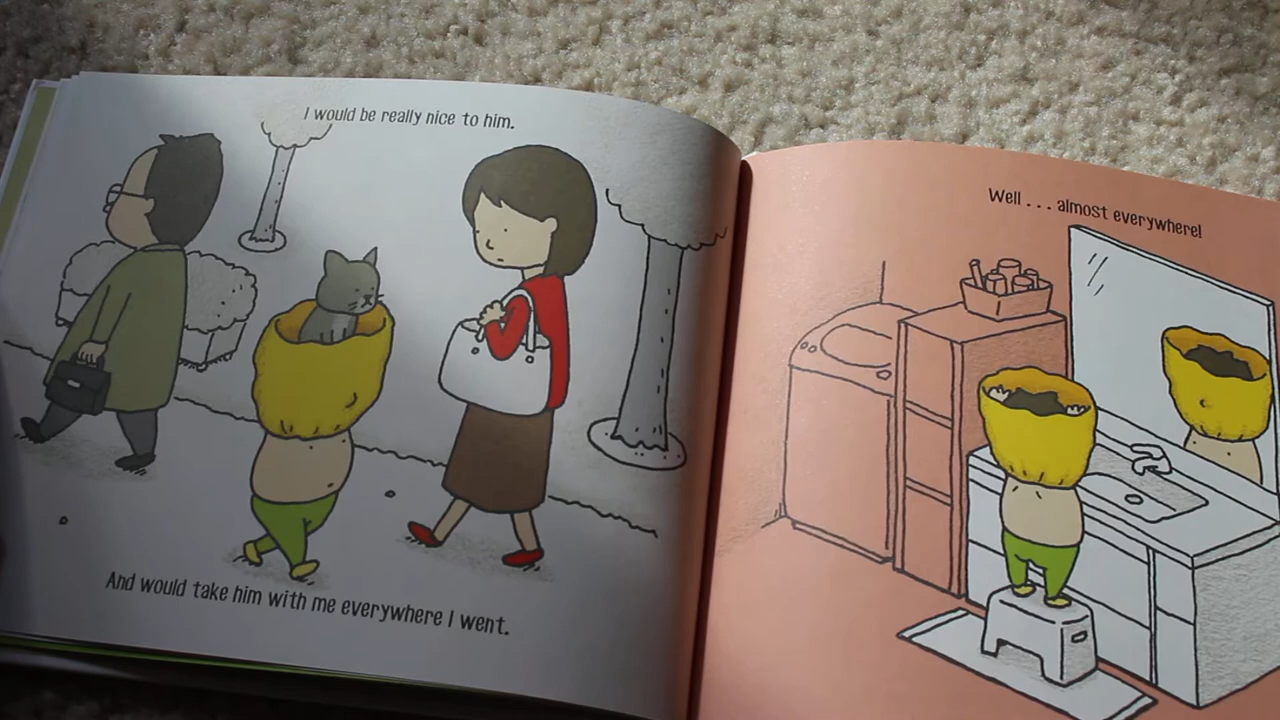 I would be really nice to him.
And would take him with me everywhere I went.
Well . . . almost everywhere!